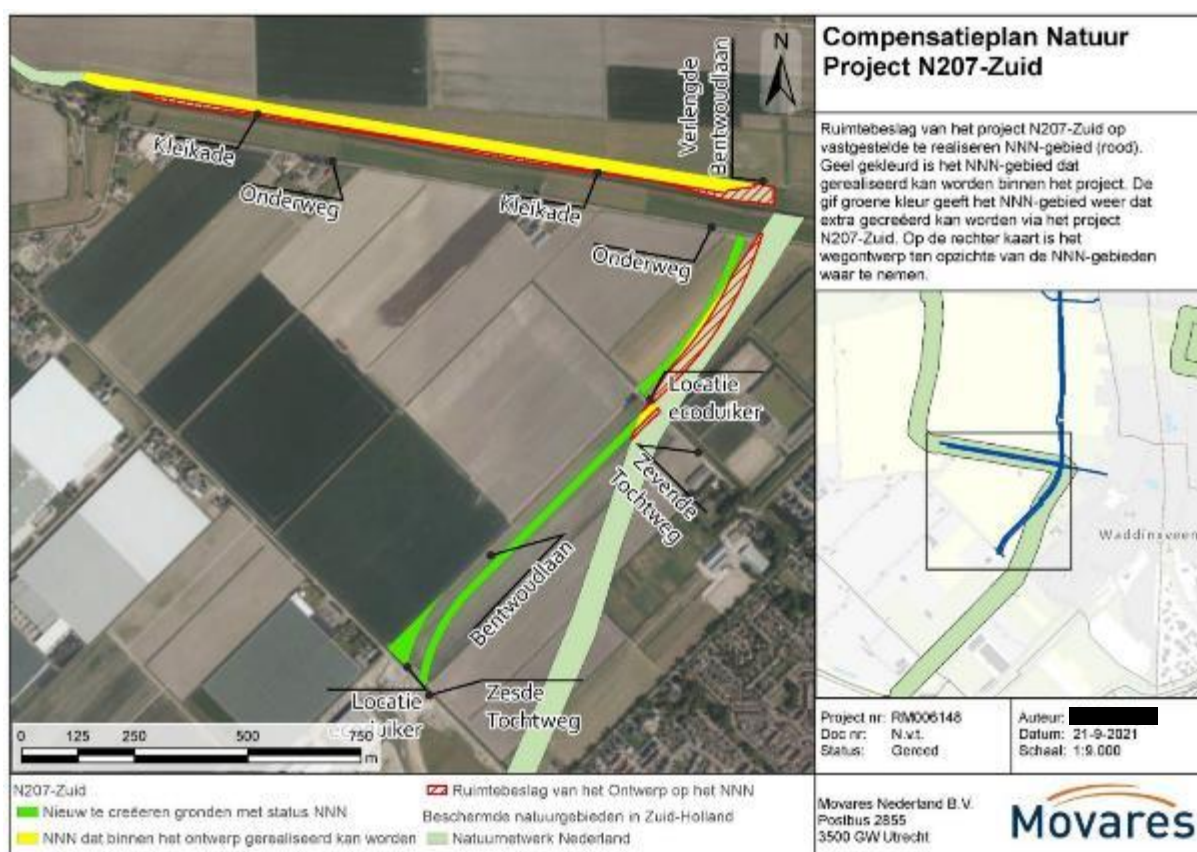 Compensatieplan Natuur
Project N207-Zuid
Ruimtebeslag van het project N207-Zuid op
vastgestelde te realiseren NNN-gebied (rood).
Geel gekleurd is het NNN-gebied dat
gerealiseerd kan worden binnen het project. De
gif groene kleur geeft het NNN-gebied weer dat
extra gecreëerd kan worden via het project
N207-Zuid. Op de rechter kaart is het
wegontwerp ten opzichte van de NNN-gebieden
waar te nemen.
N
Verlengde
Bentwoudlaan
Kleikade
Onderweg
Kleikade
Onderweg
Locatie
ecoduiker
Zevende
Tochtweg
Bentwoudlaan
Locatie
ecoduiker
Zesde
Tochtweg
0 125 250 500 750
m
Waddinxveen
Project nr: RM006148
Doc nr: N.v.t.
Status: Gereed
Auteur:
Datum: 21-9-2021
Schaal: 1:9.000
N207-Zuid
Nieuw te creëeren gronden met status NNN
NNN dat binnen het ontwerp gerealiseerd kan worden
Ruimtebeslag van het Ontwerp op het NNN
Beschermde natuurgebieden in Zuid-Holland
Natuurnetwerk Nederland
Movares Nederland B.V.
Postbus 2855
3500 GW Utrecht
Movares